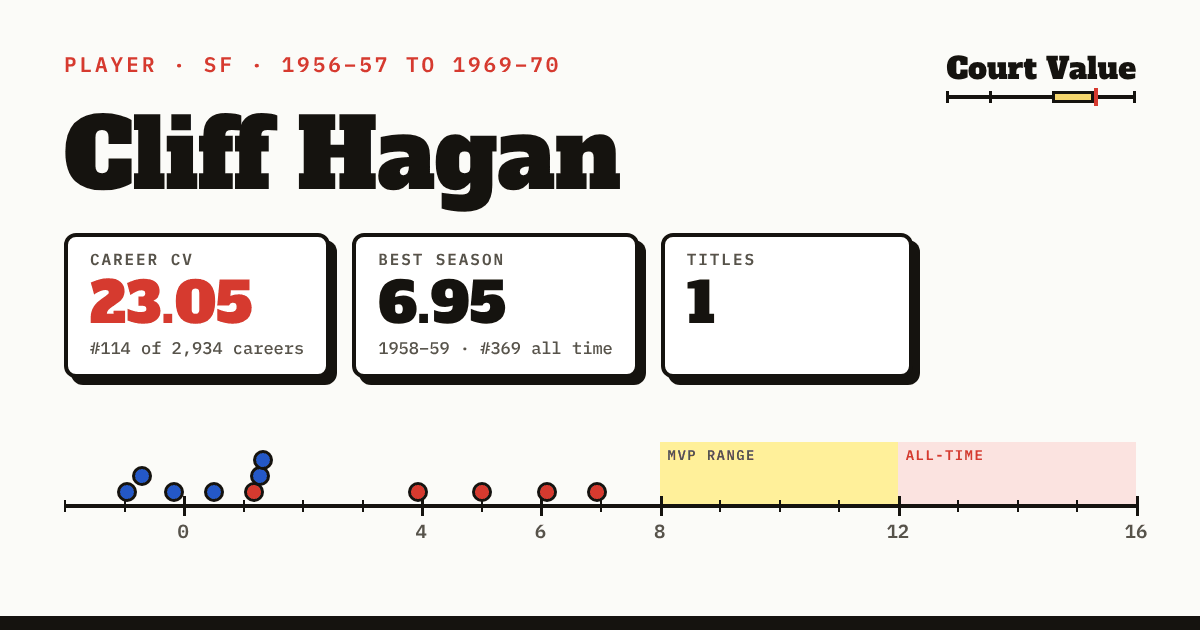 PLAYER · SF · 1956–57 TO 1969–70
Court Value
Cliff Hagan
CAREER CV
23.05
#114 of 2,934 careers
BEST SEASON
6.95
1958–59 · #369 all time
TITLES
1
MVP RANGE
ALL-TIME
0 4 6 8 12 16